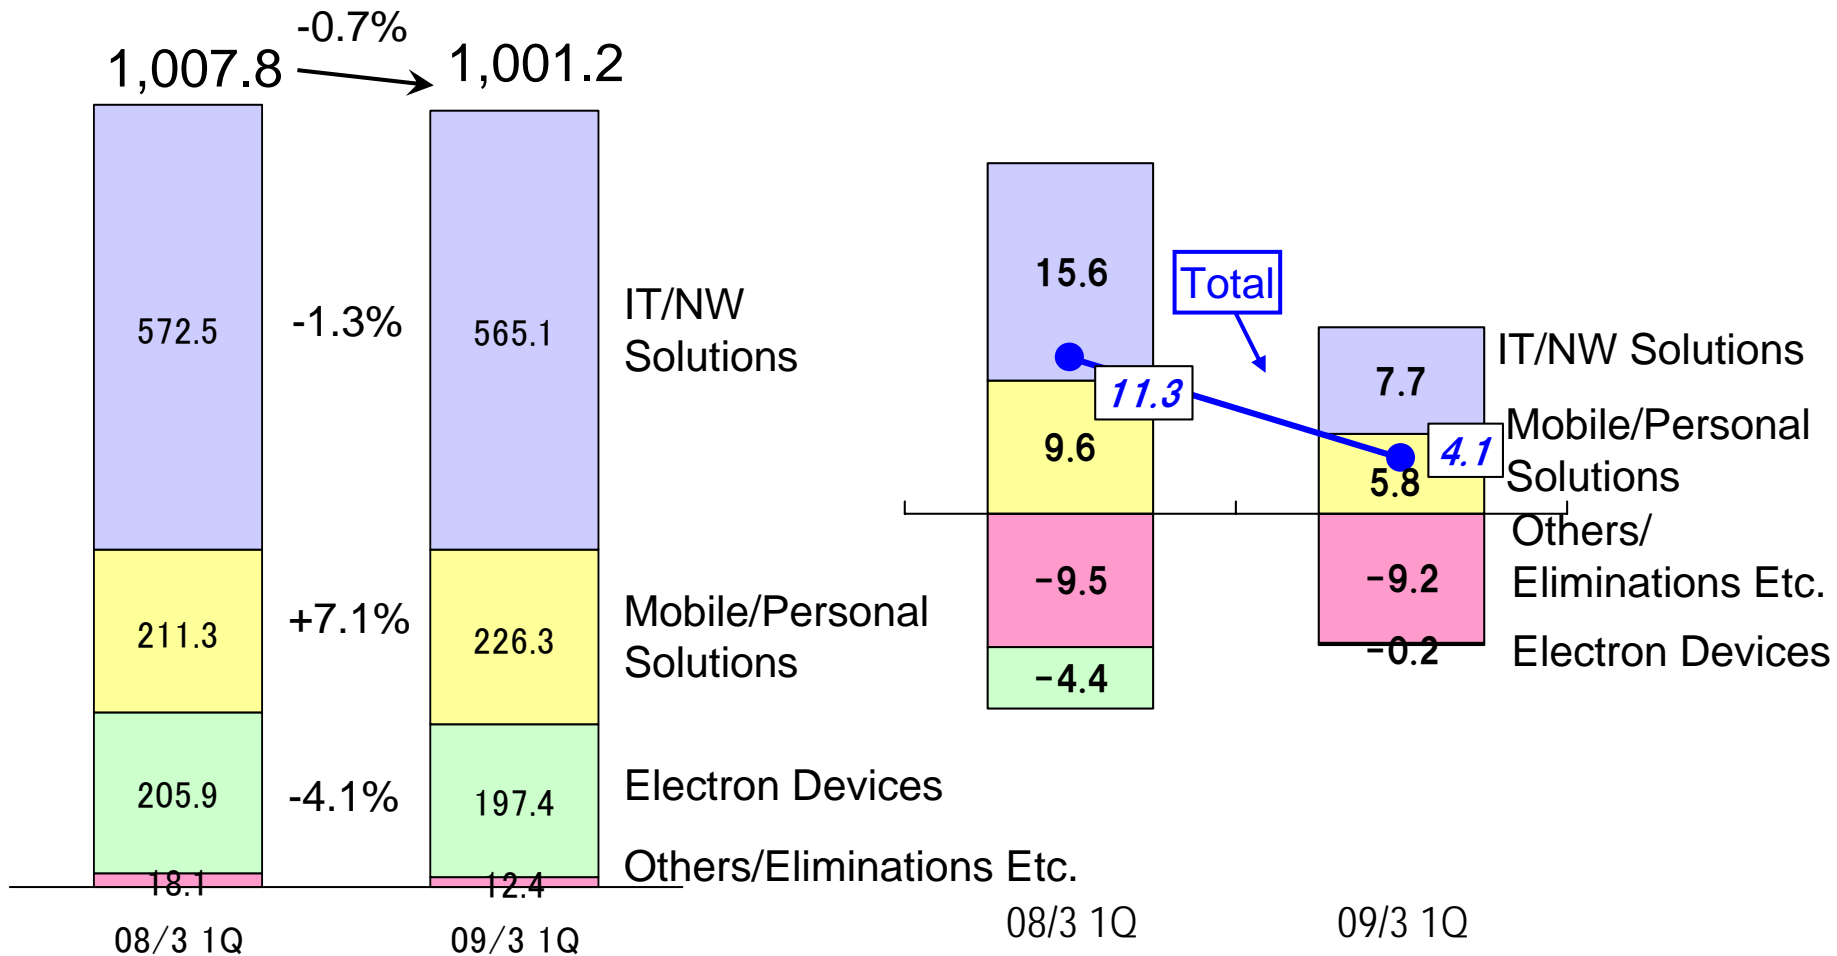 -0.7%
1,007.8
1,001.2
572.5
-1.3%
565.1
IT/NW
Solutions
211.3
+7.1%
226.3
Mobile/Personal
Solutions
205.9
-4.1%
197.4
Electron Devices
18.1
12.4
Others/Eliminations Etc.
08/3 1Q
09/3 1Q
15.6
Total
11.3
7.7
IT/NW Solutions
9.6
4.1
5.8
Mobile/Personal
Solutions
-9.5
-9.2
Others/
Eliminations Etc.
-4.4
-0.2
Electron Devices
08/3 1Q
09/3 1Q